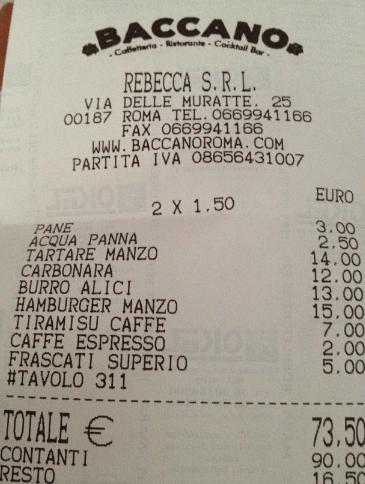 BACCANO
- Caffetteria - Ristorante - Cocktail Bar -
REBECCA S.R.L.
VIA DELLE MURATTE. 25
00187 ROMA TEL.0669941166
FAX 0669941166
WWW.BACCANOROMA.COM
PARTITA IVA 08656431007
EURO
2 X 1.50
PANE 3.00
ACQUA PANNA 2.50
TARTARE MANZO 14.00
CARBONARA 12.00
BURRO ALICI 13.00
HAMBURGER MANZO 15.00
TIRAMISU CAFFE 7.00
CAFFE ESPRESSO 2.00
FRASCATI SUPERIO 5.00
#TAVOLO 311
TOTALE € 73.50
CONTANTI 90.00
RESTO 16.50